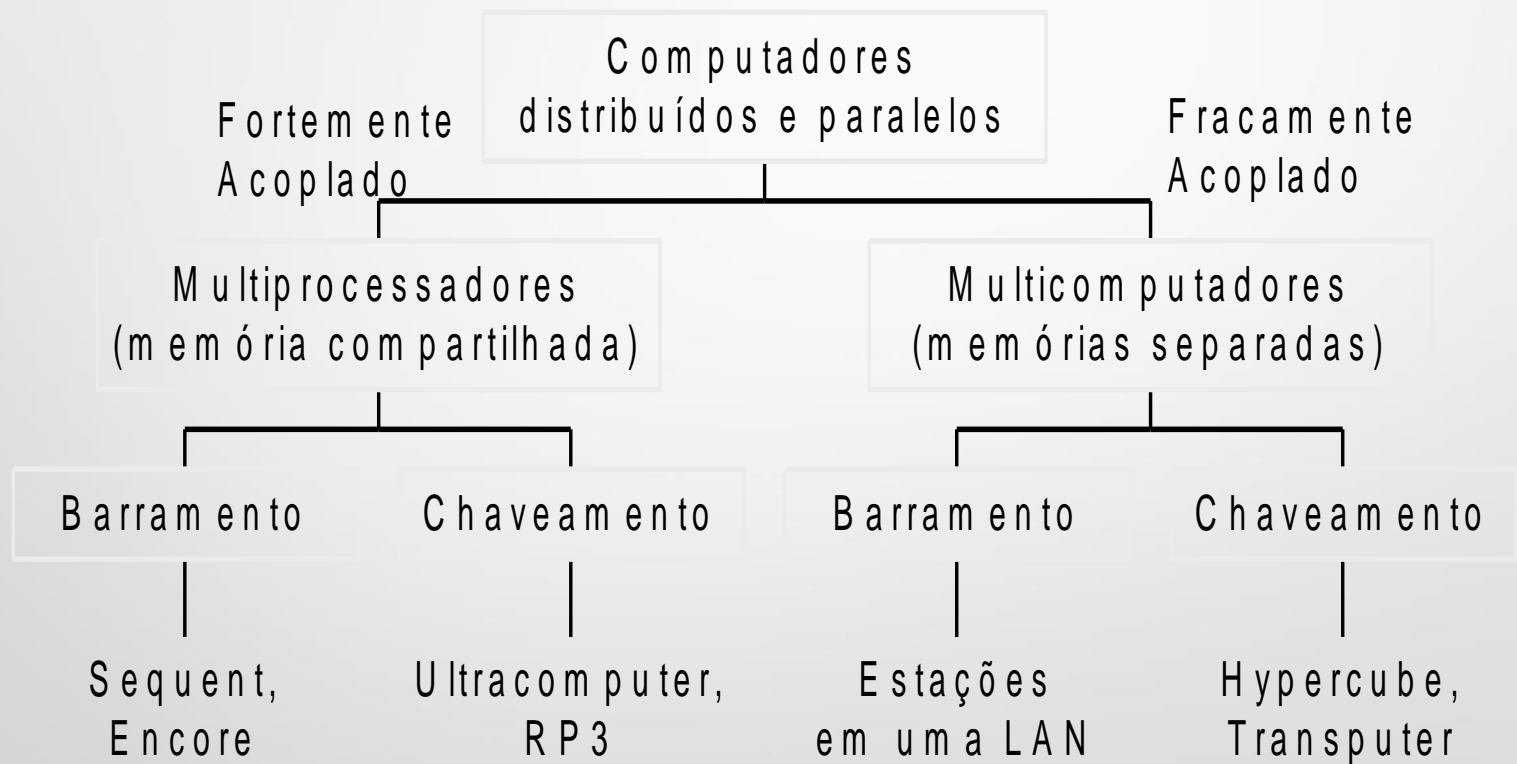 Computadores
distribuídos e paralelos
Fortemente
Acoplado
Fracamente
Acoplado
Multiprocessadores
(memória compartilhada)
Multicomputadores
(memórias separadas)
Barramento
Chaveamento
Barramento
Chaveamento
Sequent,
Encore
Ultracomputer,
RP3
Estações
em uma LAN
Hypercube,
Transputer